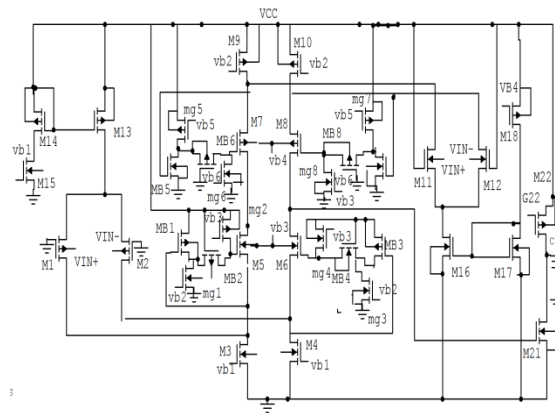 VCC
M9
M10
vb2
vb2
mg5
mg7
VB4
M14
M13
vb5
M7
M8
vb5
M18
vb1
MB6
MB8
VIN-
M15
MB5
vb6
mg6
vb4
mg8
vb6
M11
VIN+
M12
M22
vb3
G22
mg2
VIN-
MB1
vb3
vb3
vb3
MB3
M1
VIN+
M2
M5
M6
mg4
M16
M17
C
vb2
mg1
MB2
MB4
vb2
mg3
M3
M4
M21
vb1
vb1